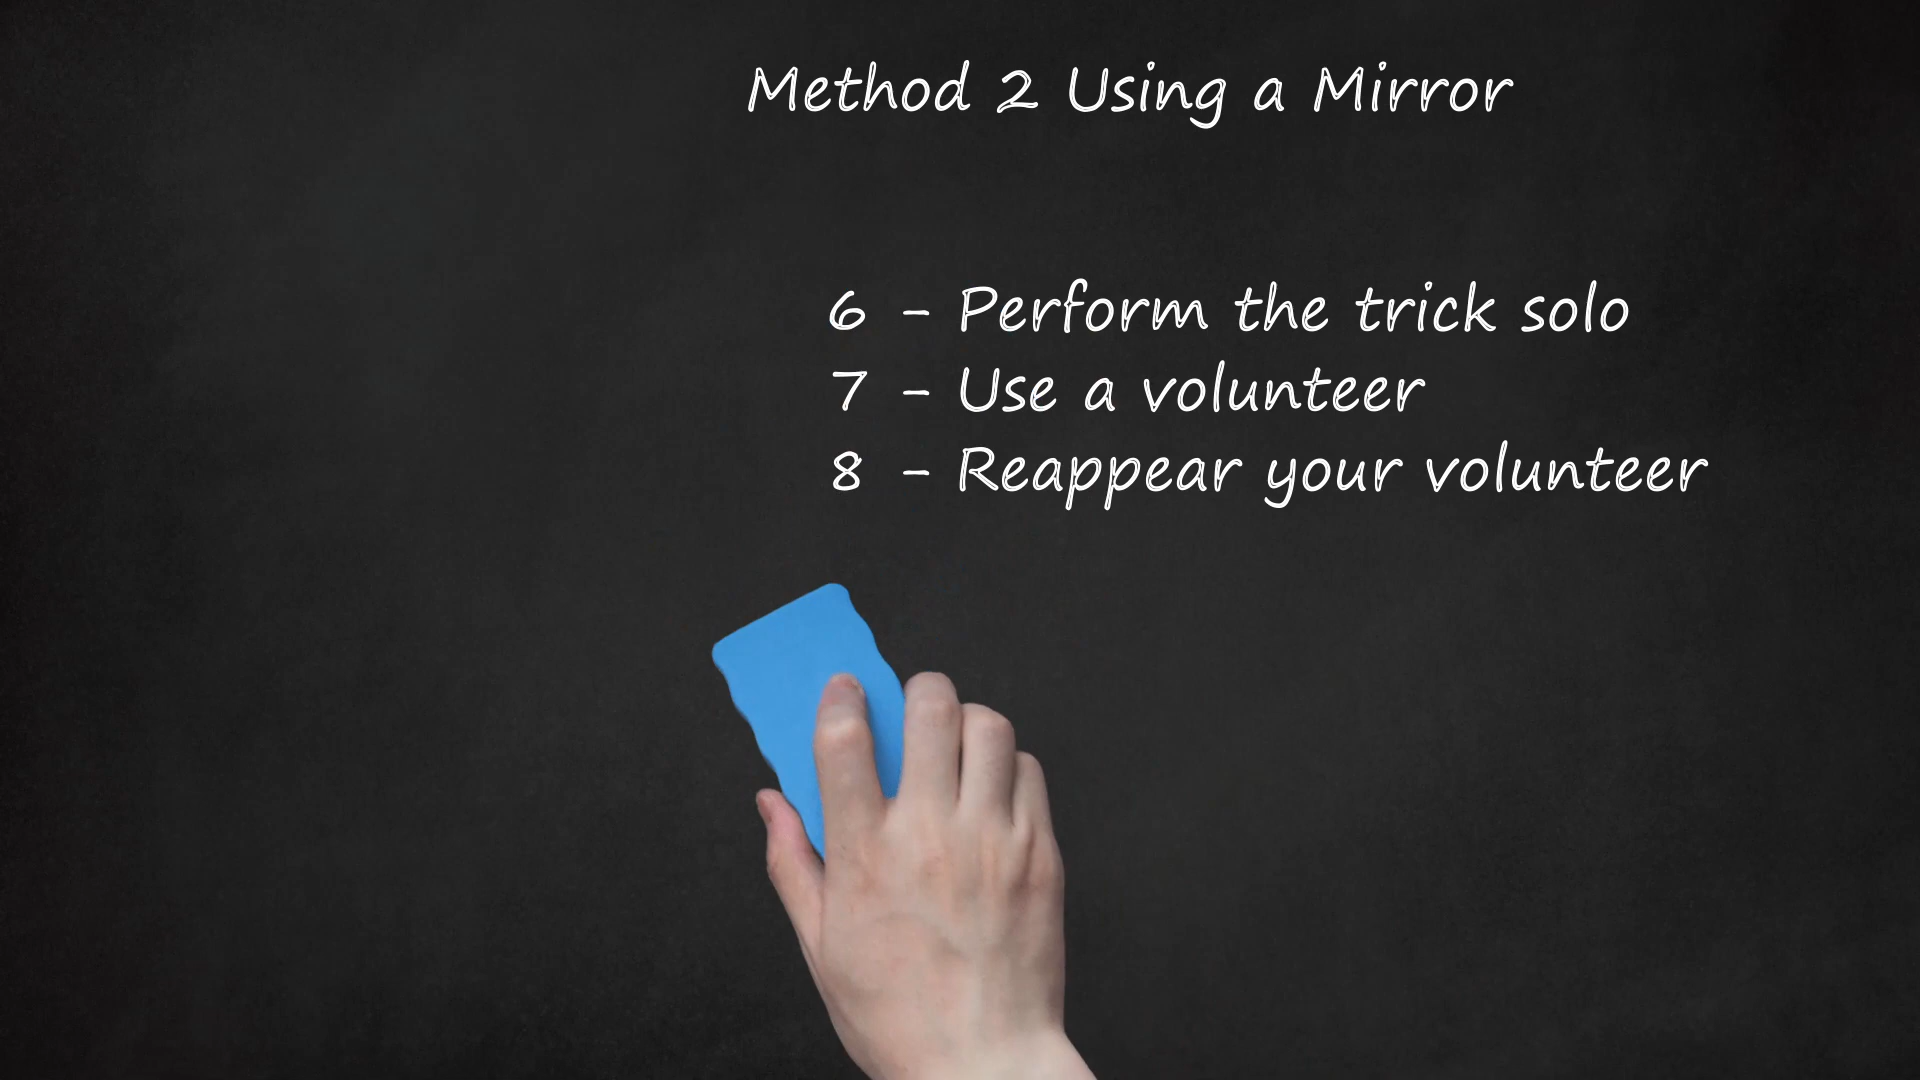 Method 2 Using a Mirror
6 - Perform the trick solo
7 - Use a volunteer
8 - Reappear your volunteer